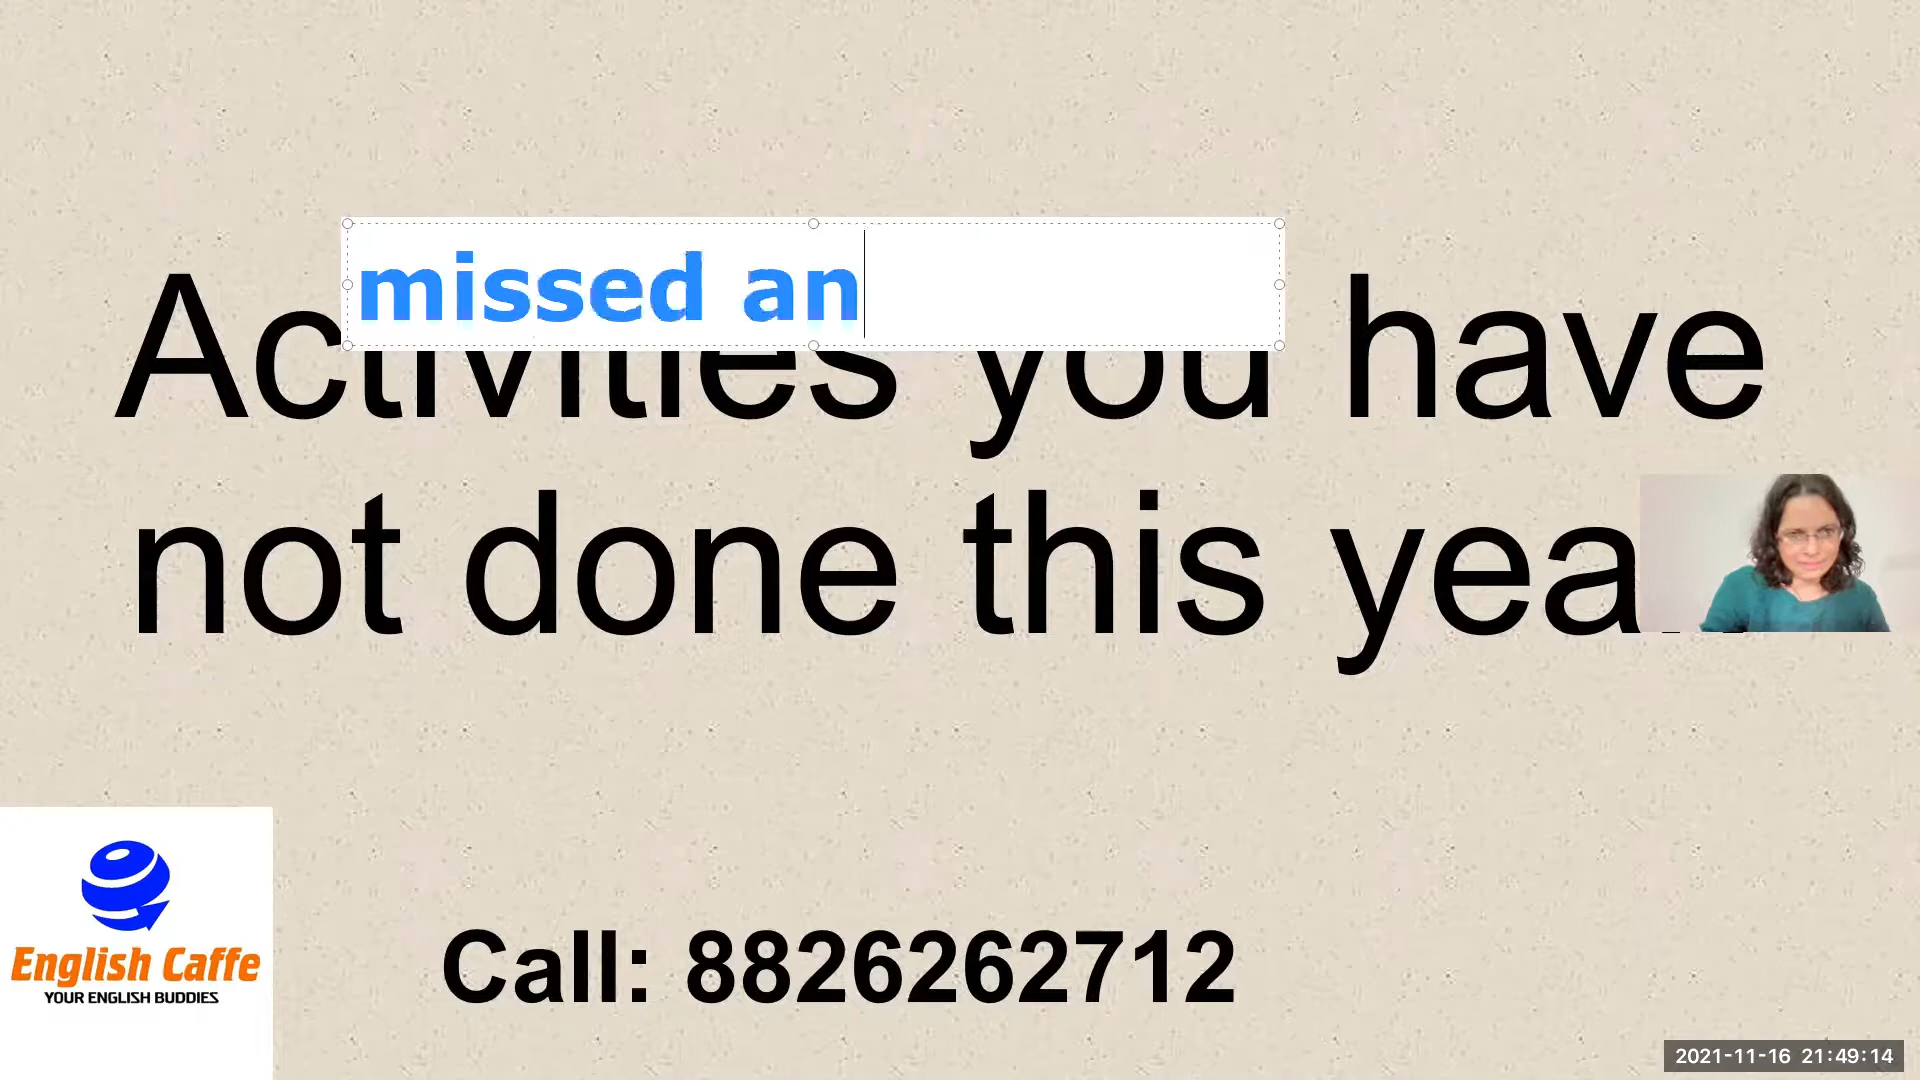 missed an
Activities you have
not done this year
English Caffe
YOUR ENGLISH BUDDIES
Call: 8826262712
2021-11-16 21:49:14